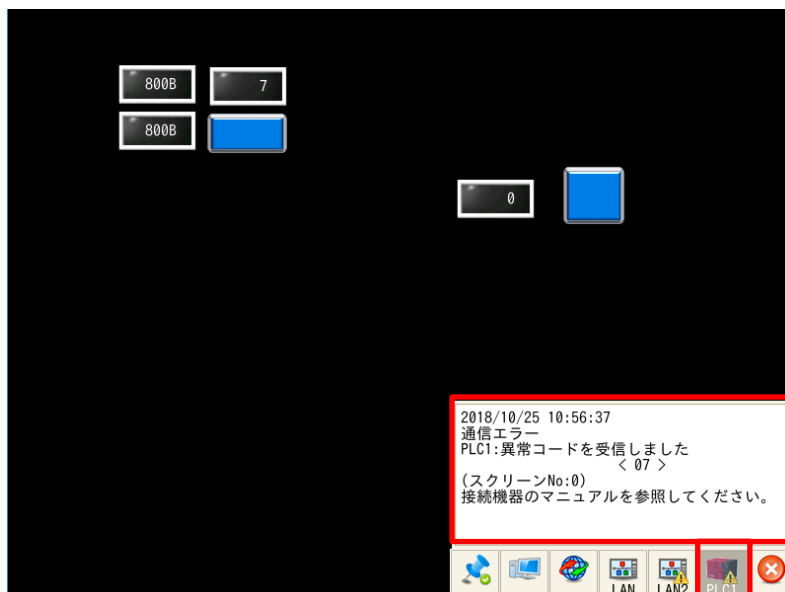 800B 7
800B
0
2018/10/25 10:56:37
通信エラー
PLC1:異常コードを受信しました
< 07 >
(スクリーンNo:0)
接続機器のマニュアルを参照してください。
LAN LAN2 PLC1